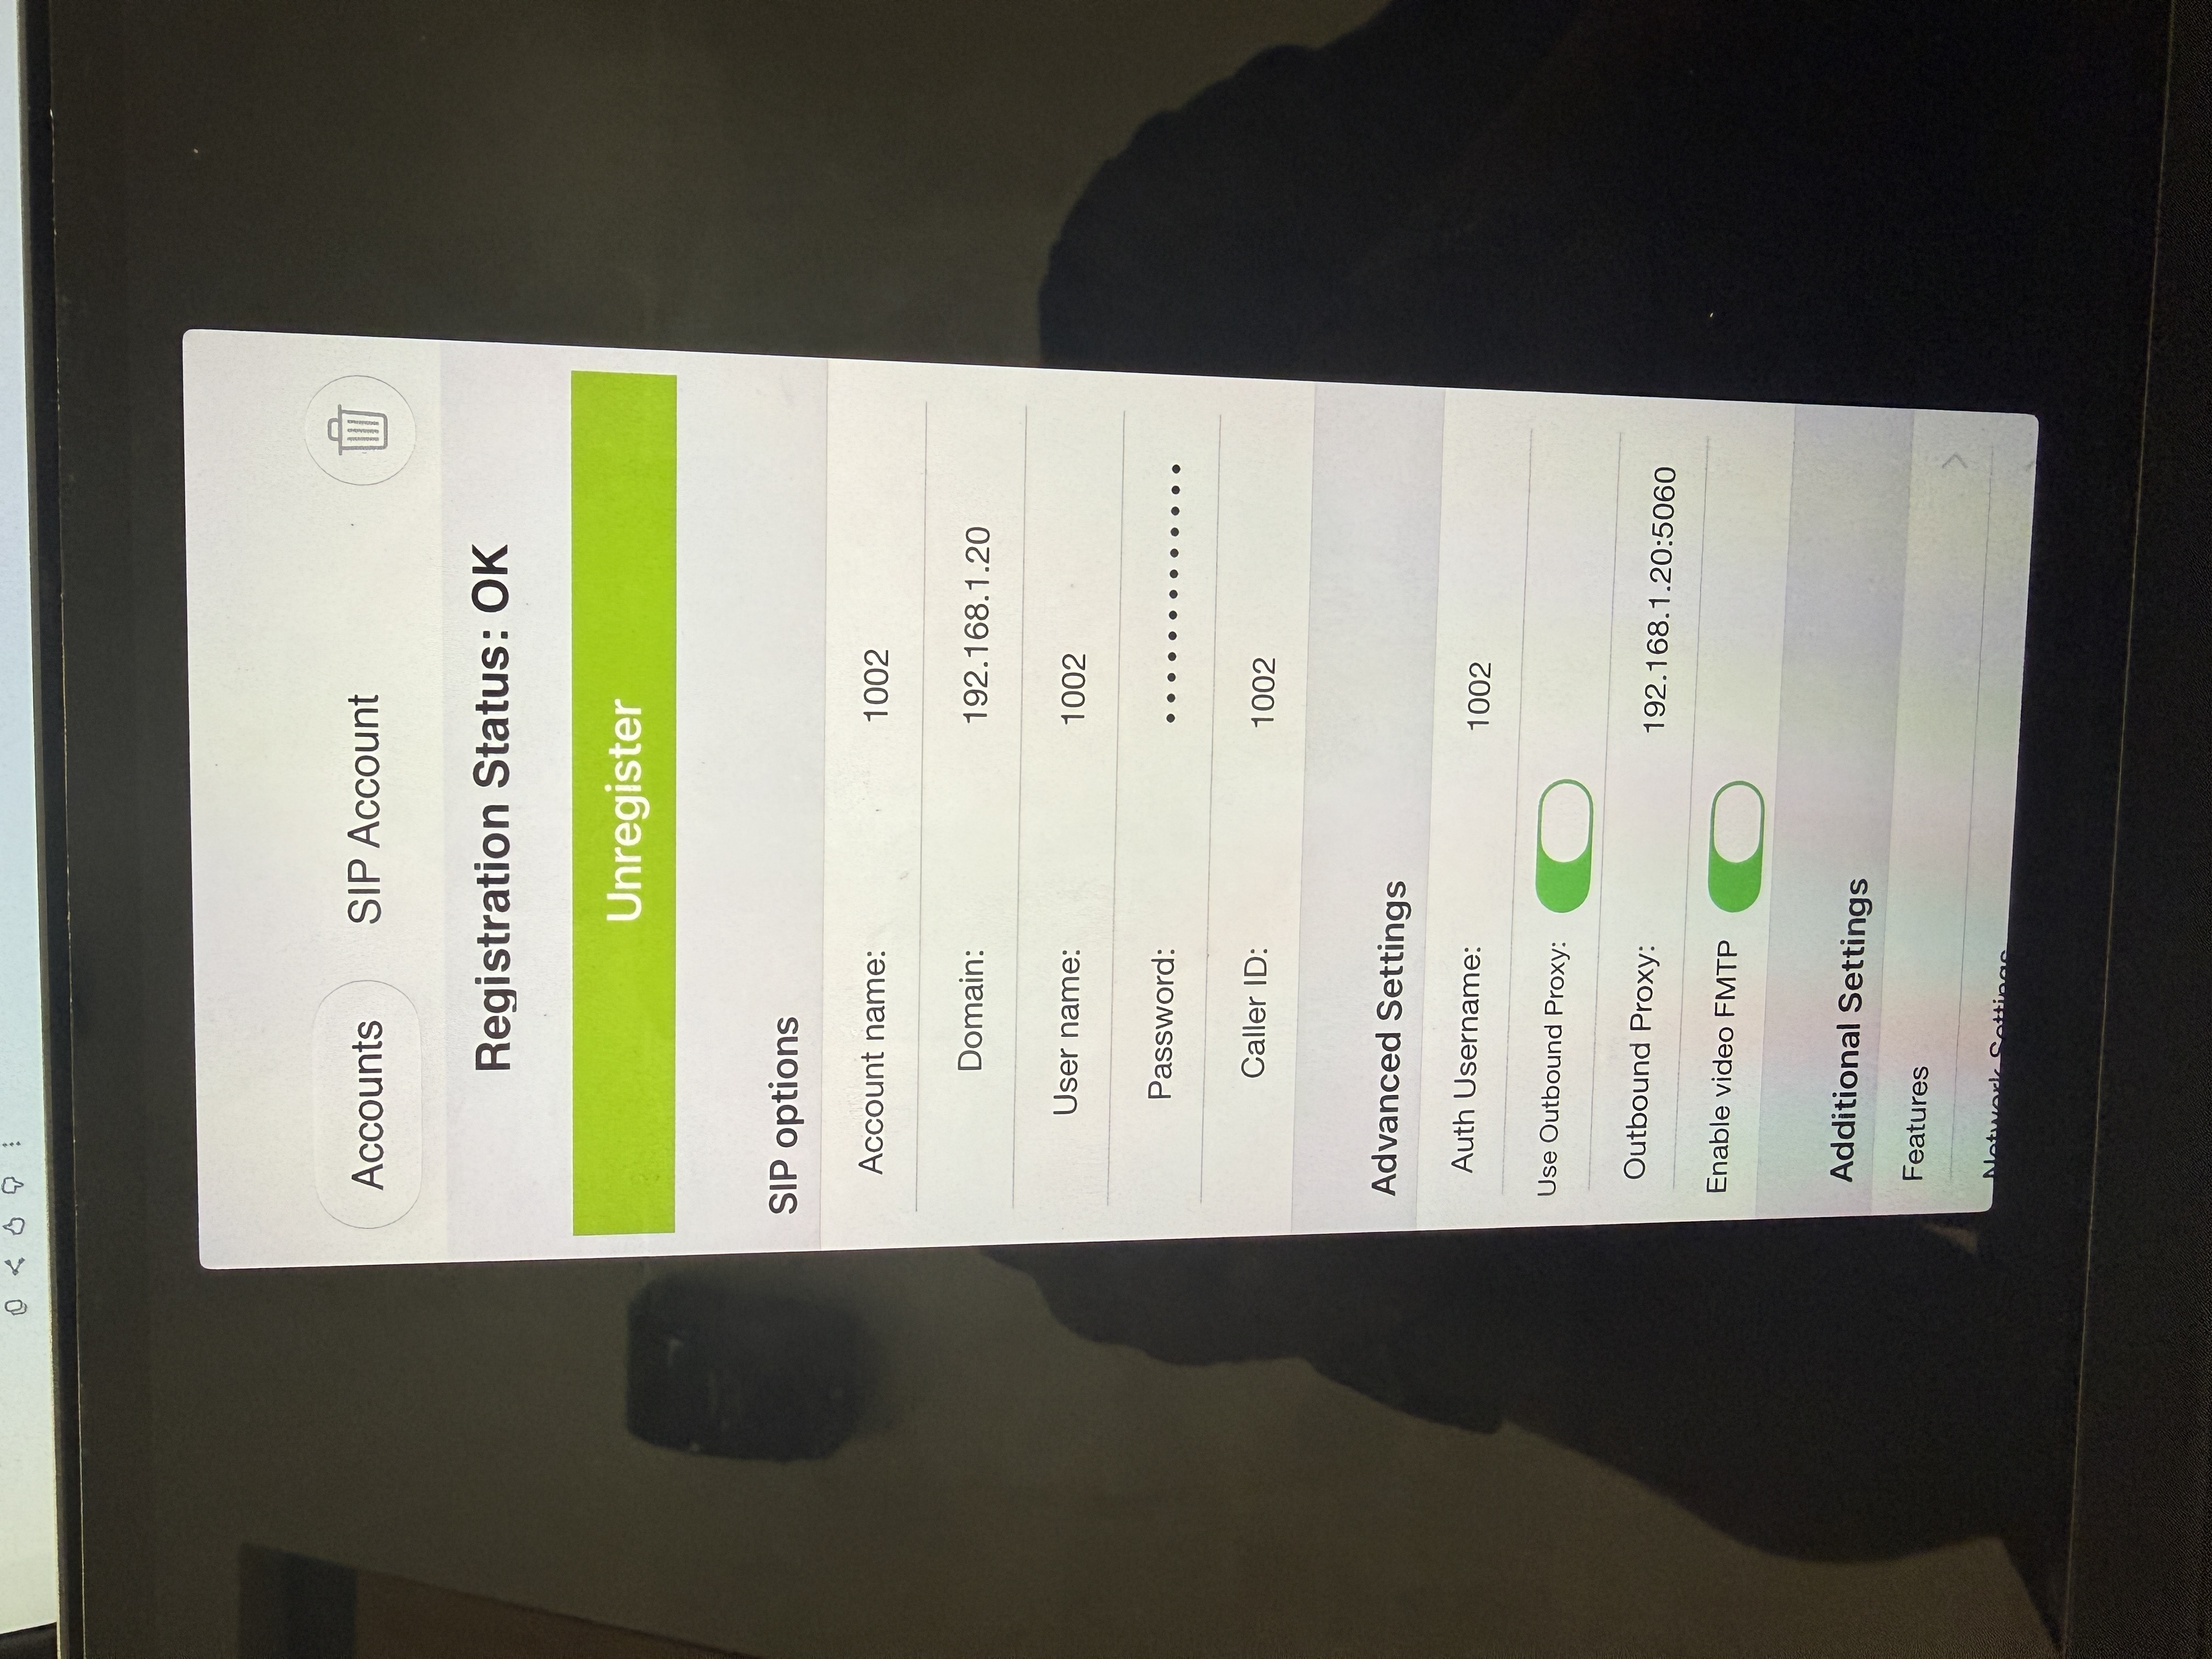 Accounts
SIP Account
Registration Status: OK
Unregister
SIP options
Account name: 1002
Domain: 192.168.1.20
User name: 1002
Password: •••••••••••••
Caller ID: 1002
Advanced Settings
Auth Username: 1002
Use Outbound Proxy:
Outbound Proxy: 192.168.1.20:5060
Enable video FMTP
Additional Settings
Features
Network Settings